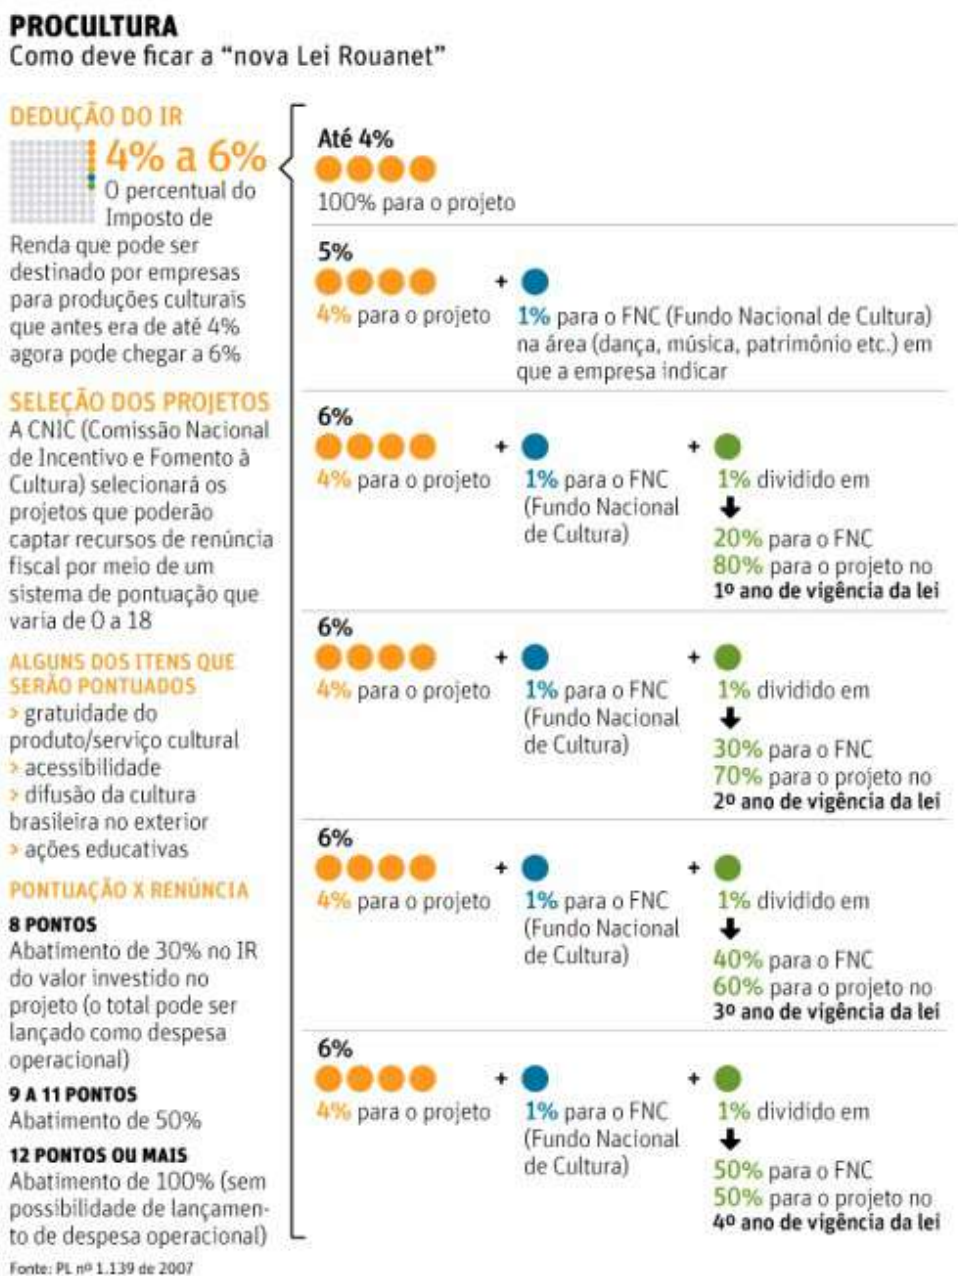 PROCULTURA
Como deve ficar a “nova Lei Rouanet”
DEDUÇÃO DO IR
4% a 6%
O percentual do
Imposto de
Renda que pode ser
destinado por empresas
para produções culturais
que antes era de até 4%
agora pode chegar a 6%
SELEÇÃO DOS PROJETOS
A CNIC (Comissão Nacional
de Incentivo e Fomento à
Cultura) selecionará os
projetos que poderão
captar recursos de renúncia
fiscal por meio de um
sistema de pontuação que
varia de 0 a 18
ALGUNS DOS ITENS QUE
SERÃO PONTUADOS
> gratuidade do
produto/serviço cultural
> acessibilidade
> difusão da cultura
brasileira no exterior
> ações educativas
PONTUAÇÃO X RENÚNCIA
8 PONTOS
Abatimento de 30% no IR
do valor investido no
projeto (o total pode ser
lançado como despesa
operacional)
9 A 11 PONTOS
Abatimento de 50%
12 PONTOS OU MAIS
Abatimento de 100% (sem
possibilidade de lançamen-
to de despesa operacional)
Fonte: PL nº 1.139 de 2007
Até 4%
100% para o projeto
5%
+
4% para o projeto
1% para o FNC (Fundo Nacional de Cultura)
na área (dança, música, patrimônio etc.) em
que a empresa indicar
6%
+ +
4% para o projeto
1% para o FNC
(Fundo Nacional
de Cultura)
1% dividido em
20% para o FNC
80% para o projeto no
1º ano de vigência da lei
6%
+ +
4% para o projeto
1% para o FNC
(Fundo Nacional
de Cultura)
1% dividido em
30% para o FNC
70% para o projeto no
2º ano de vigência da lei
6%
+ +
4% para o projeto
1% para o FNC
(Fundo Nacional
de Cultura)
1% dividido em
40% para o FNC
60% para o projeto no
3º ano de vigência da lei
6%
+ +
4% para o projeto
1% para o FNC
(Fundo Nacional
de Cultura)
1% dividido em
50% para o FNC
50% para o projeto no
4º ano de vigência da lei